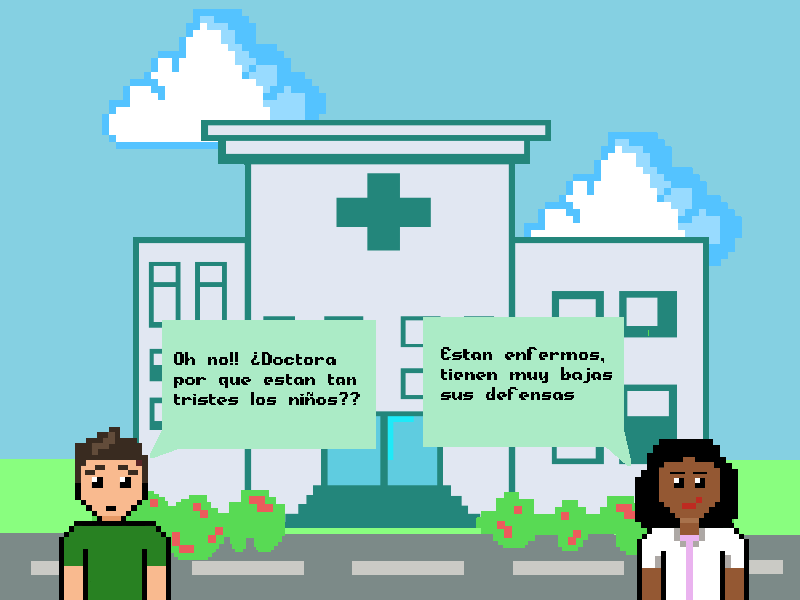 Oh no!! ¿Doctora
por que estan tan
tristes los niños??
Estan enfermos,
tienen muy bajas
sus defensas